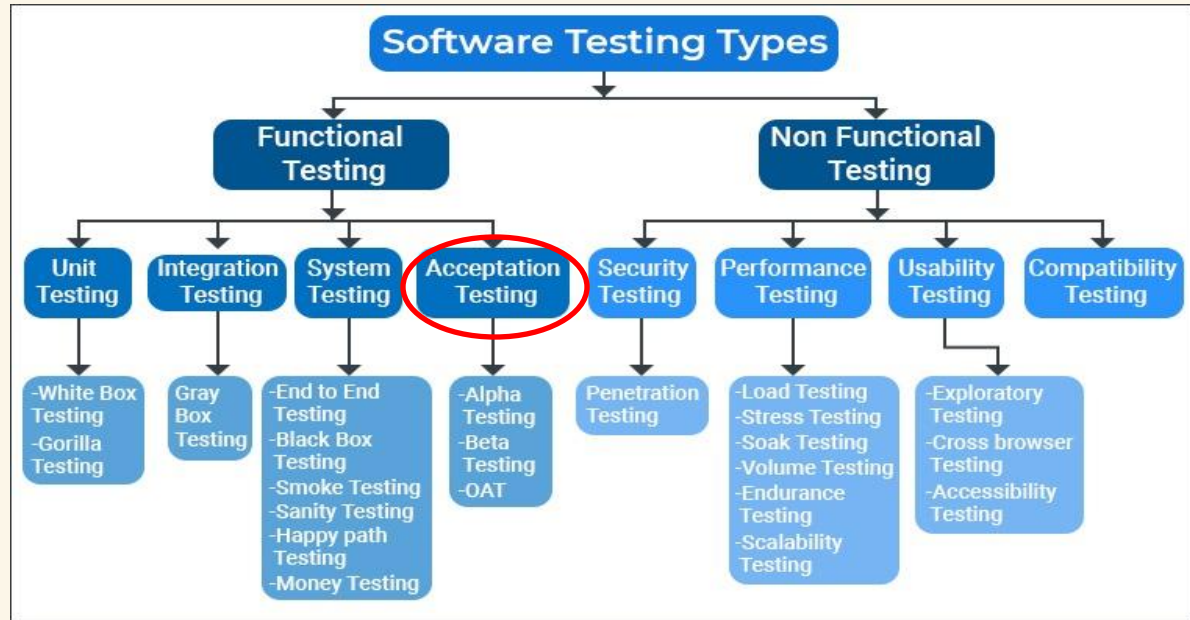 Software Testing Types
Functional
Testing
Non Functional
Testing
Unit
Testing
Integration
Testing
System
Testing
Acceptation
Testing
Security
Testing
Performance
Testing
Usability
Testing
Compatibility
Testing
-White Box
Testing
-Gorilla
Testing
Gray
Box
Testing
-End to End
Testing
-Black Box
Testing
-Smoke Testing
-Sanity Testing
-Happy path
Testing
-Money Testing
-Alpha
Testing
-Beta
Testing
-OAT
Penetration
Testing
-Load Testing
-Stress Testing
-Soak Testing
-Volume Testing
-Endurance
Testing
-Scalability
Testing
-Exploratory
Testing
-Cross browser
Testing
-Accessibility
Testing